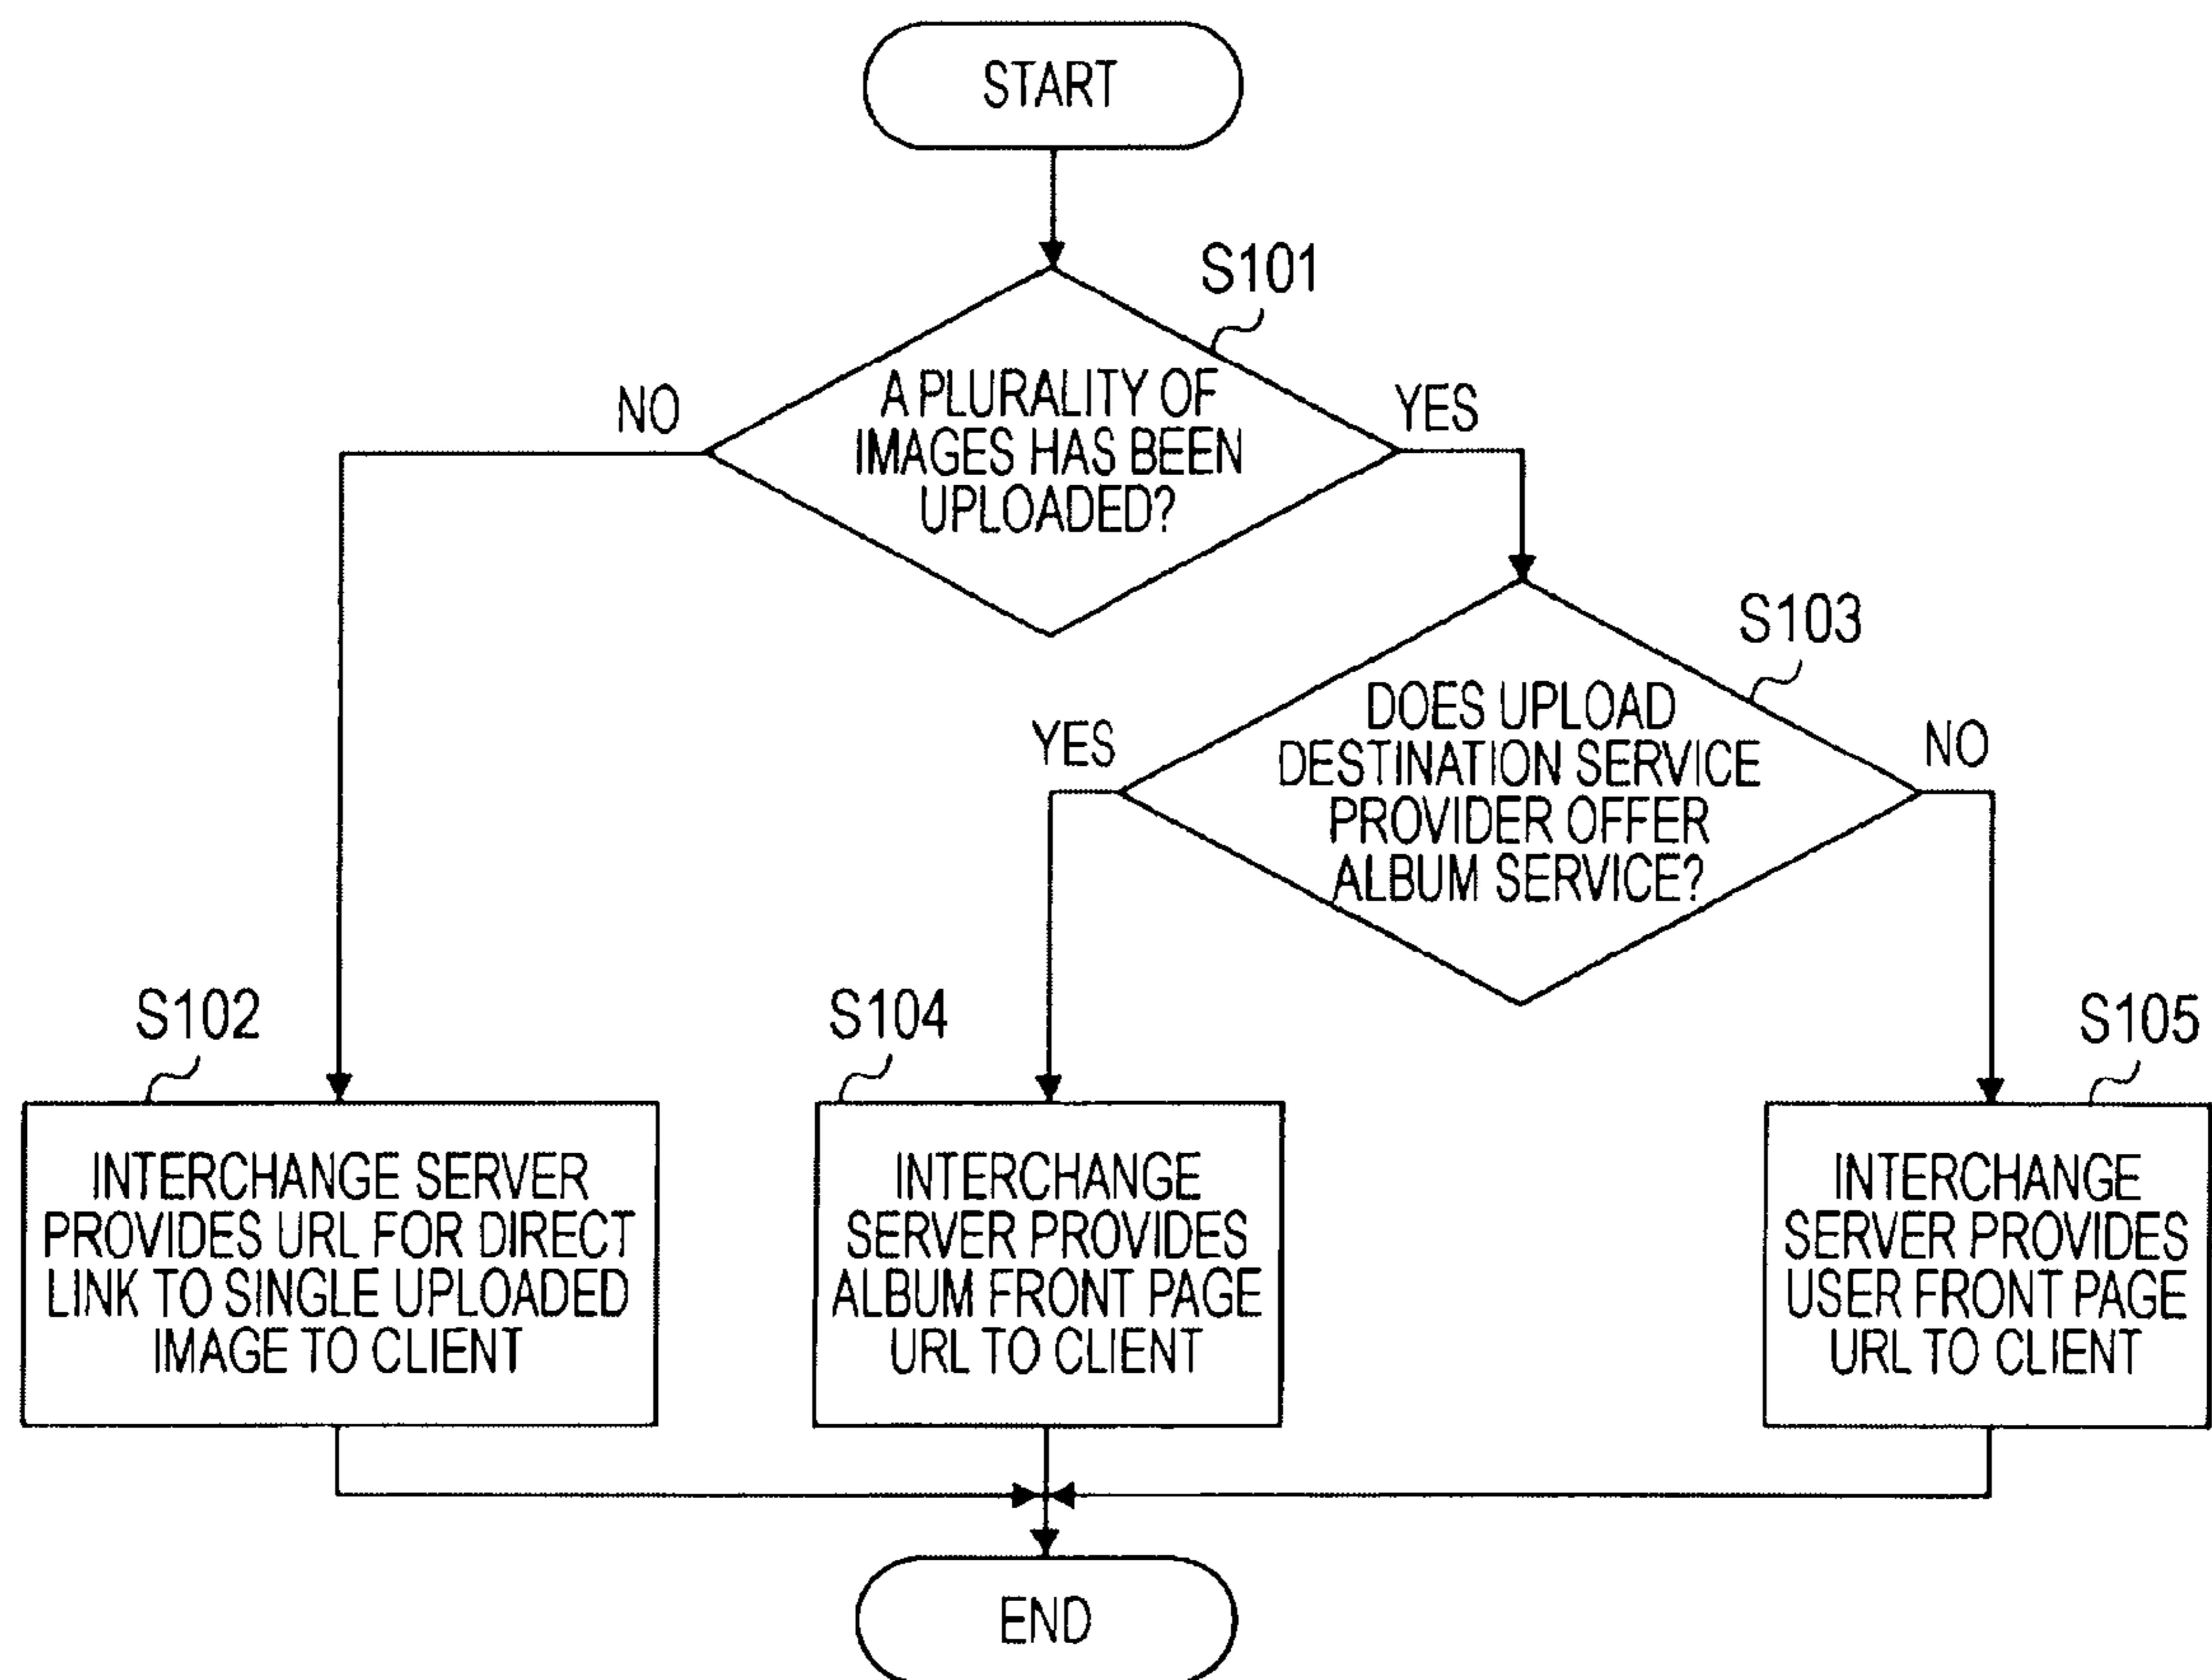 START
S101
A PLURALITY OF
IMAGES HAS BEEN
UPLOADED?
NO
YES
S103
DOES UPLOAD
DESTINATION SERVICE
PROVIDER OFFER
ALBUM SERVICE?
YES
NO
S102
INTERCHANGE SERVER
PROVIDES URL FOR DIRECT
LINK TO SINGLE UPLOADED
IMAGE TO CLIENT
S104
INTERCHANGE
SERVER PROVIDES
ALBUM FRONT PAGE
URL TO CLIENT
S105
INTERCHANGE
SERVER PROVIDES
USER FRONT PAGE
URL TO CLIENT
END